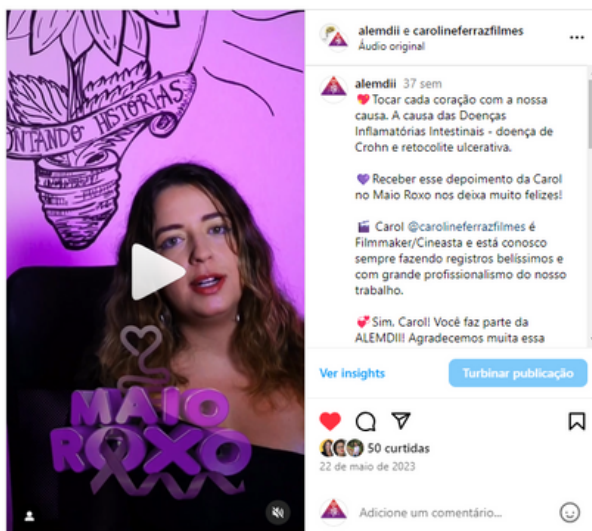 NTANDO HISTÓRIAS
MAIO
ROXO
alemdii e carolineferrazfilmes
Áudio original
alemdii 37 sem
💖Tocar cada coração com a nossa
causa. A causa das Doenças
Inflamatórias Intestinais - doença de
Crohn e retocolite ulcerativa.
💜Receber esse depoimento da Carol
no Maio Roxo nos deixa muito felizes!
🎬 Carol @carolineferrazfilmes é
Filmmaker/Cineasta e está conosco
sempre fazendo registros belíssimos e
com grande profissionalismo do nosso
trabalho.
💞Sim, Carol! Você faz parte da
ALEMDII! Agradecemos muita essa
Ver insights
Turbinar publicação
50 curtidas
22 de maio de 2023
Adicione um comentário...